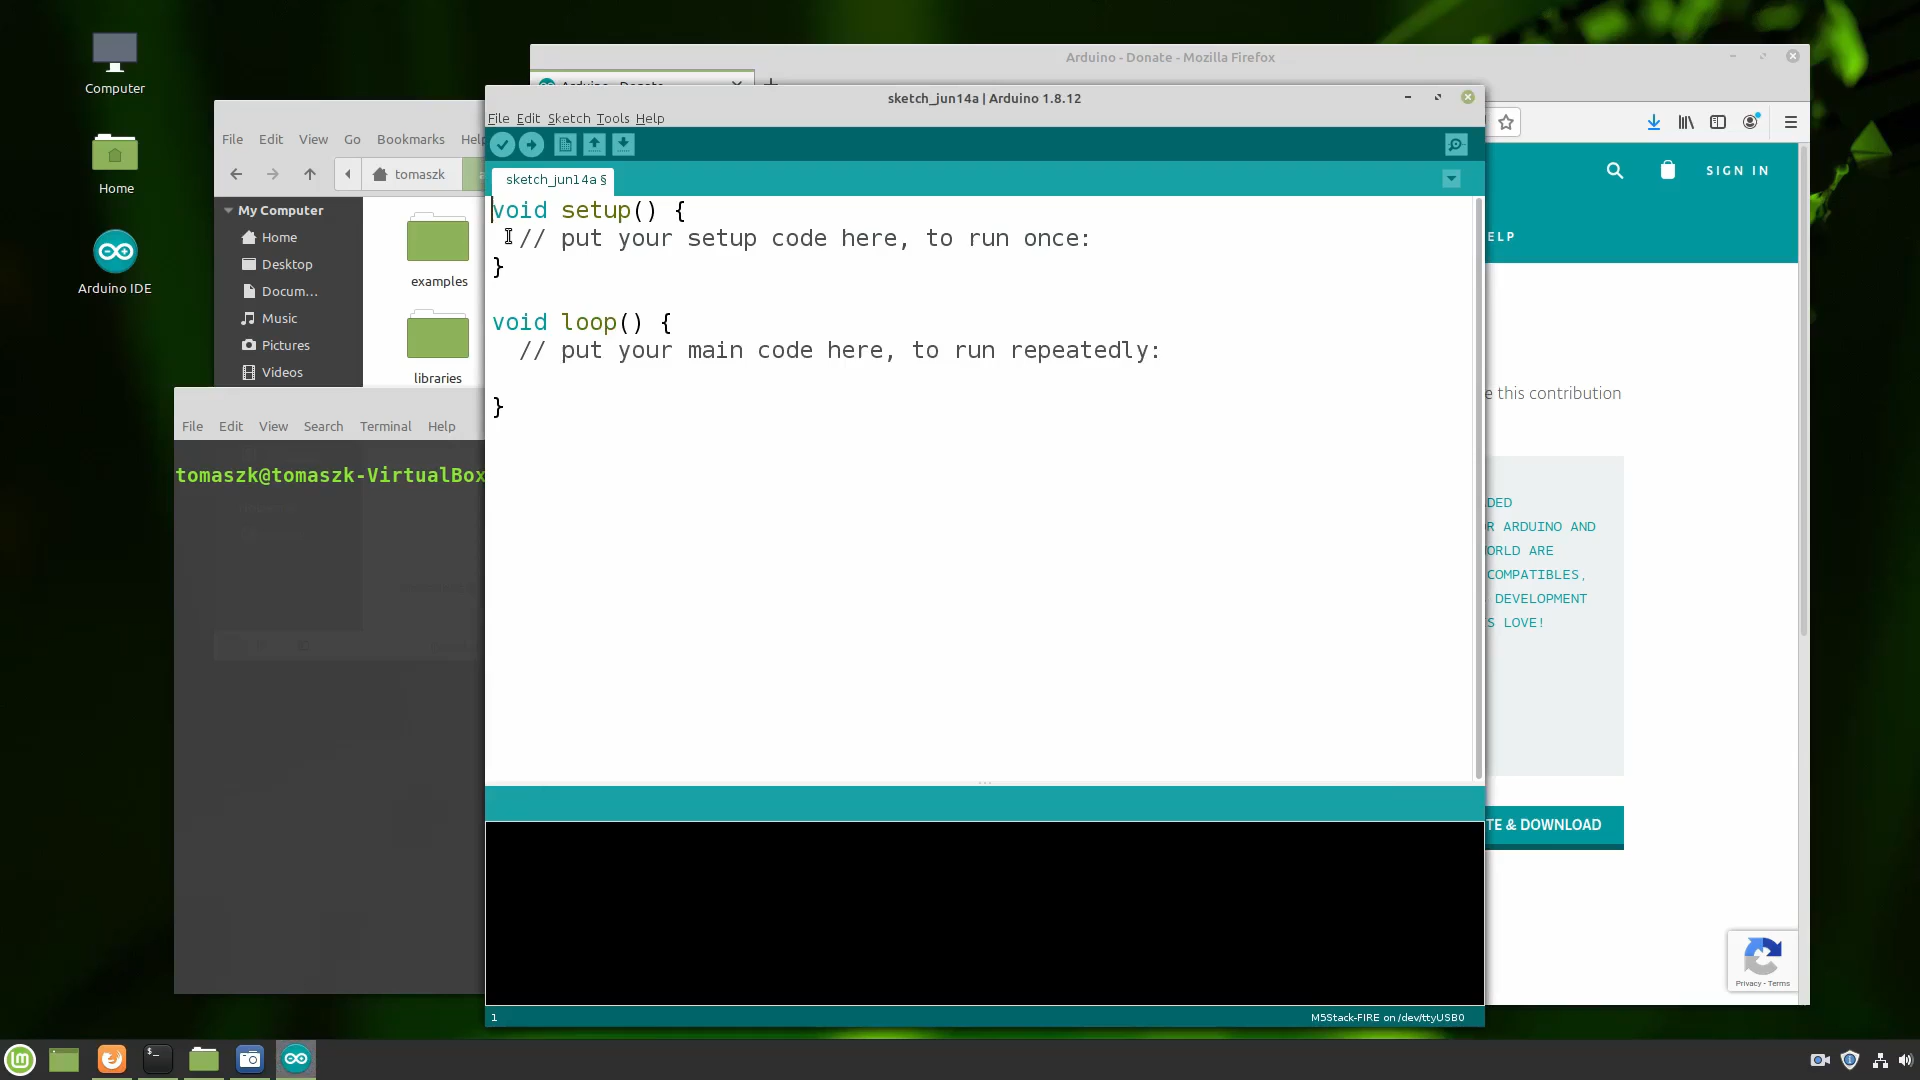 Computer
Home
Arduino IDE
Arduino - Donate - Mozilla Firefox
sketch_jun14a | Arduino 1.8.12
File Edit Sketch Tools Help
sketch_jun14a §
void setup() {
// put your setup code here, to run once:
}
void loop() {
// put your main code here, to run repeatedly:
}
1
M5Stack-FIRE on /dev/ttyUSB0
File Edit View Go Bookmarks Help
tomaszk
My Computer
Home
Desktop
Docum...
Music
Pictures
Videos
examples
libraries
File Edit View Search Terminal Help
tomaszk@tomaszk-VirtualBox
SIGN IN
ELP
e this contribution
DED
R ARDUINO AND
ORLD ARE
COMPATIBLES,
DEVELOPMENT
S LOVE!
TE & DOWNLOAD
Privacy - Terms